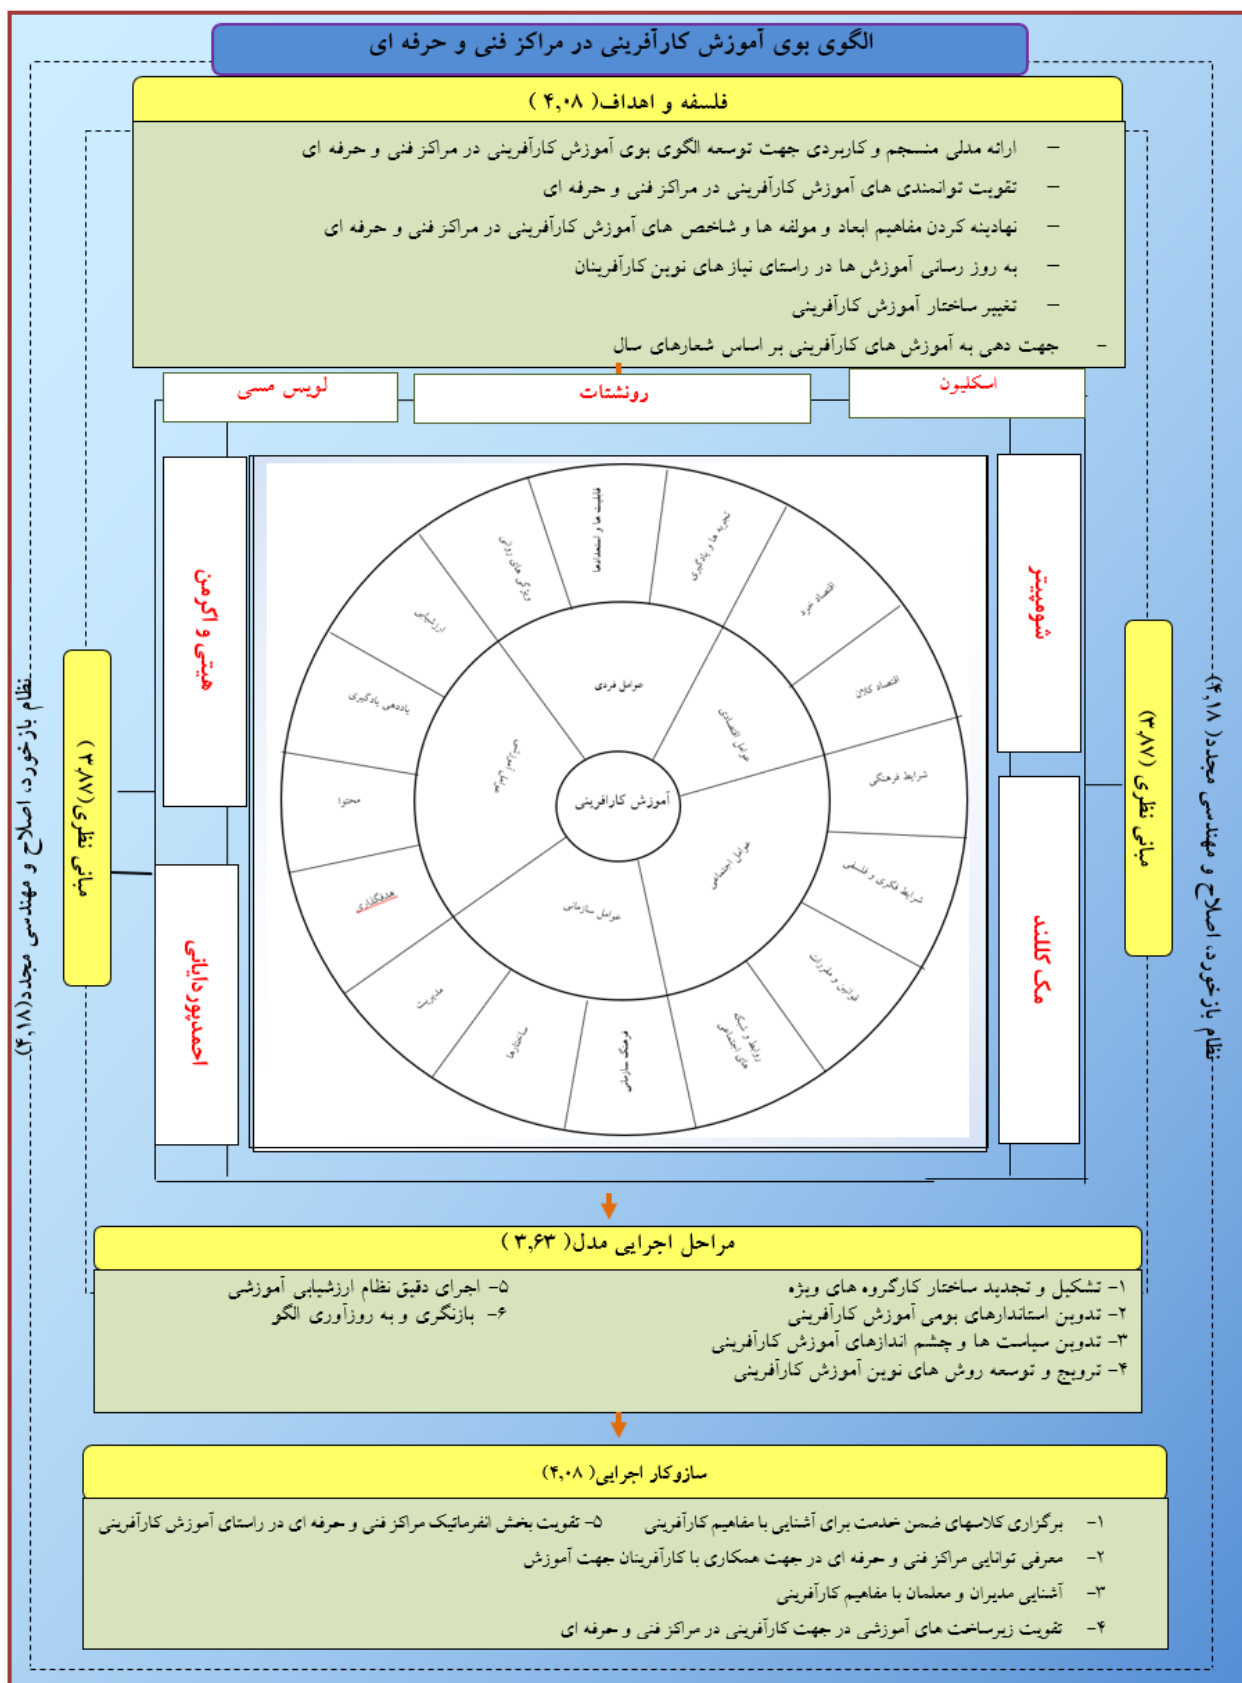 الگوی بوی آموزش کارآفرینی در مراکز فنی و حرفه ای
فلسفه و اهداف( ۴,۰۸ )
– ارائه مدلی منسجم و کاربردی جهت توسعه الگوی بوی آموزش کارآفرینی در مراکز فنی و حرفه ای
– تقویت توانمندی های آموزش کارآفرینی در مراکز فنی و حرفه ای
– نهادینه کردن مفاهیم ابعاد و مولفه ها و شاخص های آموزش کارآفرینی در مراکز فنی و حرفه ای
– به روز رسانی آموزش ها در راستای نیاز های نوین کارآفرینان
– تغییر ساختار آموزش کارآفرینی
- جهت دهی به آموزش های کارآفرینی بر اساس شعارهای سال
اسکلیون
رونشتات
لویس مسی
شومپیتر
مک کللند
هیتی و اکرمن
احمدپورداریانی
مبانی نظری (۳,۸۷)
مبانی نظری(۳,۸۷ )
نظام بازخورد، اصلاح و مهندسی مجدد( ۴,۱۸)
نظام بازخورد، اصلاح و مهندسی مجدد(۴,۱۸)
آموزش کارافرینی
عوامل فردی
عوامل اقتصادی
عوامل اجتماعی
عوامل سازمانی
عوامل آموزشی
قابلیت ها و استعدادها
تجربه ها و یادگیری
اقتصاد خرد
اقتصاد کلان
شرایط فرهنگی
شرایط فکری و فلسفی
قوانین و مقررات
روابط و شبکه
های اجتماعی
فرهنگ سازمانی
ساختارها
مدیریت
هدفگذاری
محتوا
یاددهی یادگیری
ارزشیابی
ویژگی های روانی
مراحل اجرایی مدل( ۳,۶۳ )
۱- تشکیل و تجدید ساختار کارگروه های ویژه
۲- تدوین استاندارهای بومی آموزش کارآفرینی
۳- تدوین سیاست ها و چشم اندازهای آموزش کارآفرینی
۴- ترویج و توسعه روش های نوین آموزش کارآفرینی
۵- اجرای دقیق نظام ارزشیابی آموزشی
۶- بازنگری و به روزآوری الگو
سازوکار اجرایی( ۴,۰۸)
۱- برگزاری کلاسهای ضمن خدمت برای آشنایی با مفاهیم کارآفرینی ۵- تقویت بخش انفرماتیک مراکز فنی و حرفه ای در راستای آموزش کارآفرینی
۲- معرفی توانایی مراکز فنی و حرفه ای در جهت همکاری با کارآفرینان جهت آموزش
۳- آشنایی مدیران و معلمان با مفاهیم کارآفرینی
۴- تقویت زیرساخت های آموزشی در جهت کارآفرینی در مراکز فنی و حرفه ای